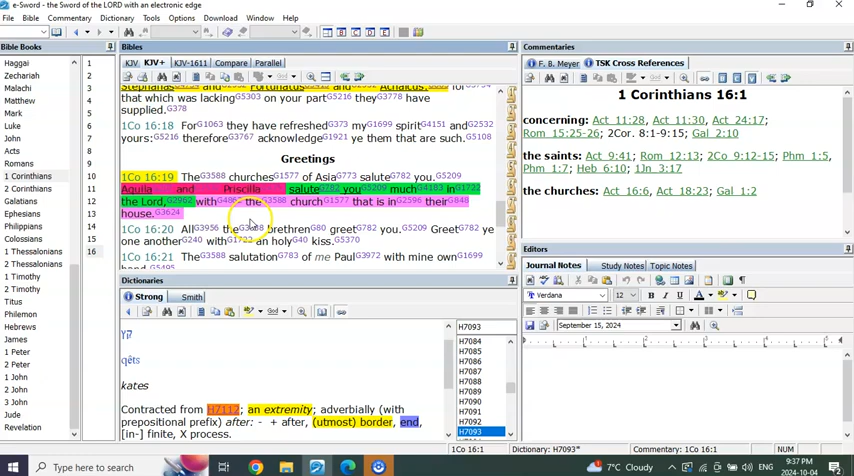 e-Sword - the Sword of the LORD with an electronic edge
File Bible Commentary Dictionary Tools Options Download Window Help
Bible Books
Haggai
Zechariah
Malachi
Matthew
Mark
Luke
John
Acts
Romans
1 Corinthians
2 Corinthians
Galatians
Ephesians
Philippians
Colossians
1 Thessalonians
2 Thessalonians
1 Timothy
2 Timothy
Titus
Philemon
Hebrews
James
1 Peter
2 Peter
1 John
2 John
3 John
Jude
Revelation
1
2
3
4
5
6
7
8
9
10
11
12
13
14
15
16
Bibles
KJV KJV+ KJV-1611 Compare Parallel
that which was lacking G5303 on your part G5216 they G3778 have
supplied. G378
1Co 16:18 For G1063 they have refreshed G373 my G1699 spirit G4151 and G2532
yours: G5216 therefore G3767 acknowledge G1921 ye them that are such. G5108
Greetings
1Co 16:19 The G3588 churches G1577 of Asia G773 salute G782 you. G5209
Aquila and Priscilla salute G782 you G5209 much G4183 in G1722
the Lord, G2962 with the G3588 church G1577 that is in G2596 their G848
house. G3624
1Co 16:20 All G3956 the brethren G80 greet G782 you. G5209 Greet G782 ye
one another G240 with G1722 an holy G40 kiss. G5370
1Co 16:21 The salutation G783 of me Paul G3972 with mine own G1699
Dictionaries
Strong Smith
קץ
qêts
kates
Contracted from H7112; an extremity; adverbially (with
prepositional prefix) after: - + after, (utmost) border, end,
[in-] finite, X process.
H7093
H7084
H7085
H7086
H7087
H7088
H7089
H7090
H7091
H7092
H7093
Commentaries
F. B. Meyer TSK Cross References
1 Corinthians 16:1
concerning: Act 11:28, Act 11:30, Act 24:17;
Rom 15:25-26; 2Cor. 8:1-9:15; Gal 2:10
the saints: Act 9:41; Rom 12:13; 2Co 9:12-15; Phm 1:5,
Phm 1:7; Heb 6:10; 1Jn 3:17
the churches: Act 16:6, Act 18:23; Gal 1:2
Editors
Journal Notes Study Notes Topic Notes
Verdana 12 B I U A
September 15, 2024
1 2 3 4 5
1Co 16:1 Dictionary: H7093* Commentary: 1Co 16:1 NUM
Type here to search
7°C Cloudy
9:37 PM
2024-10-04